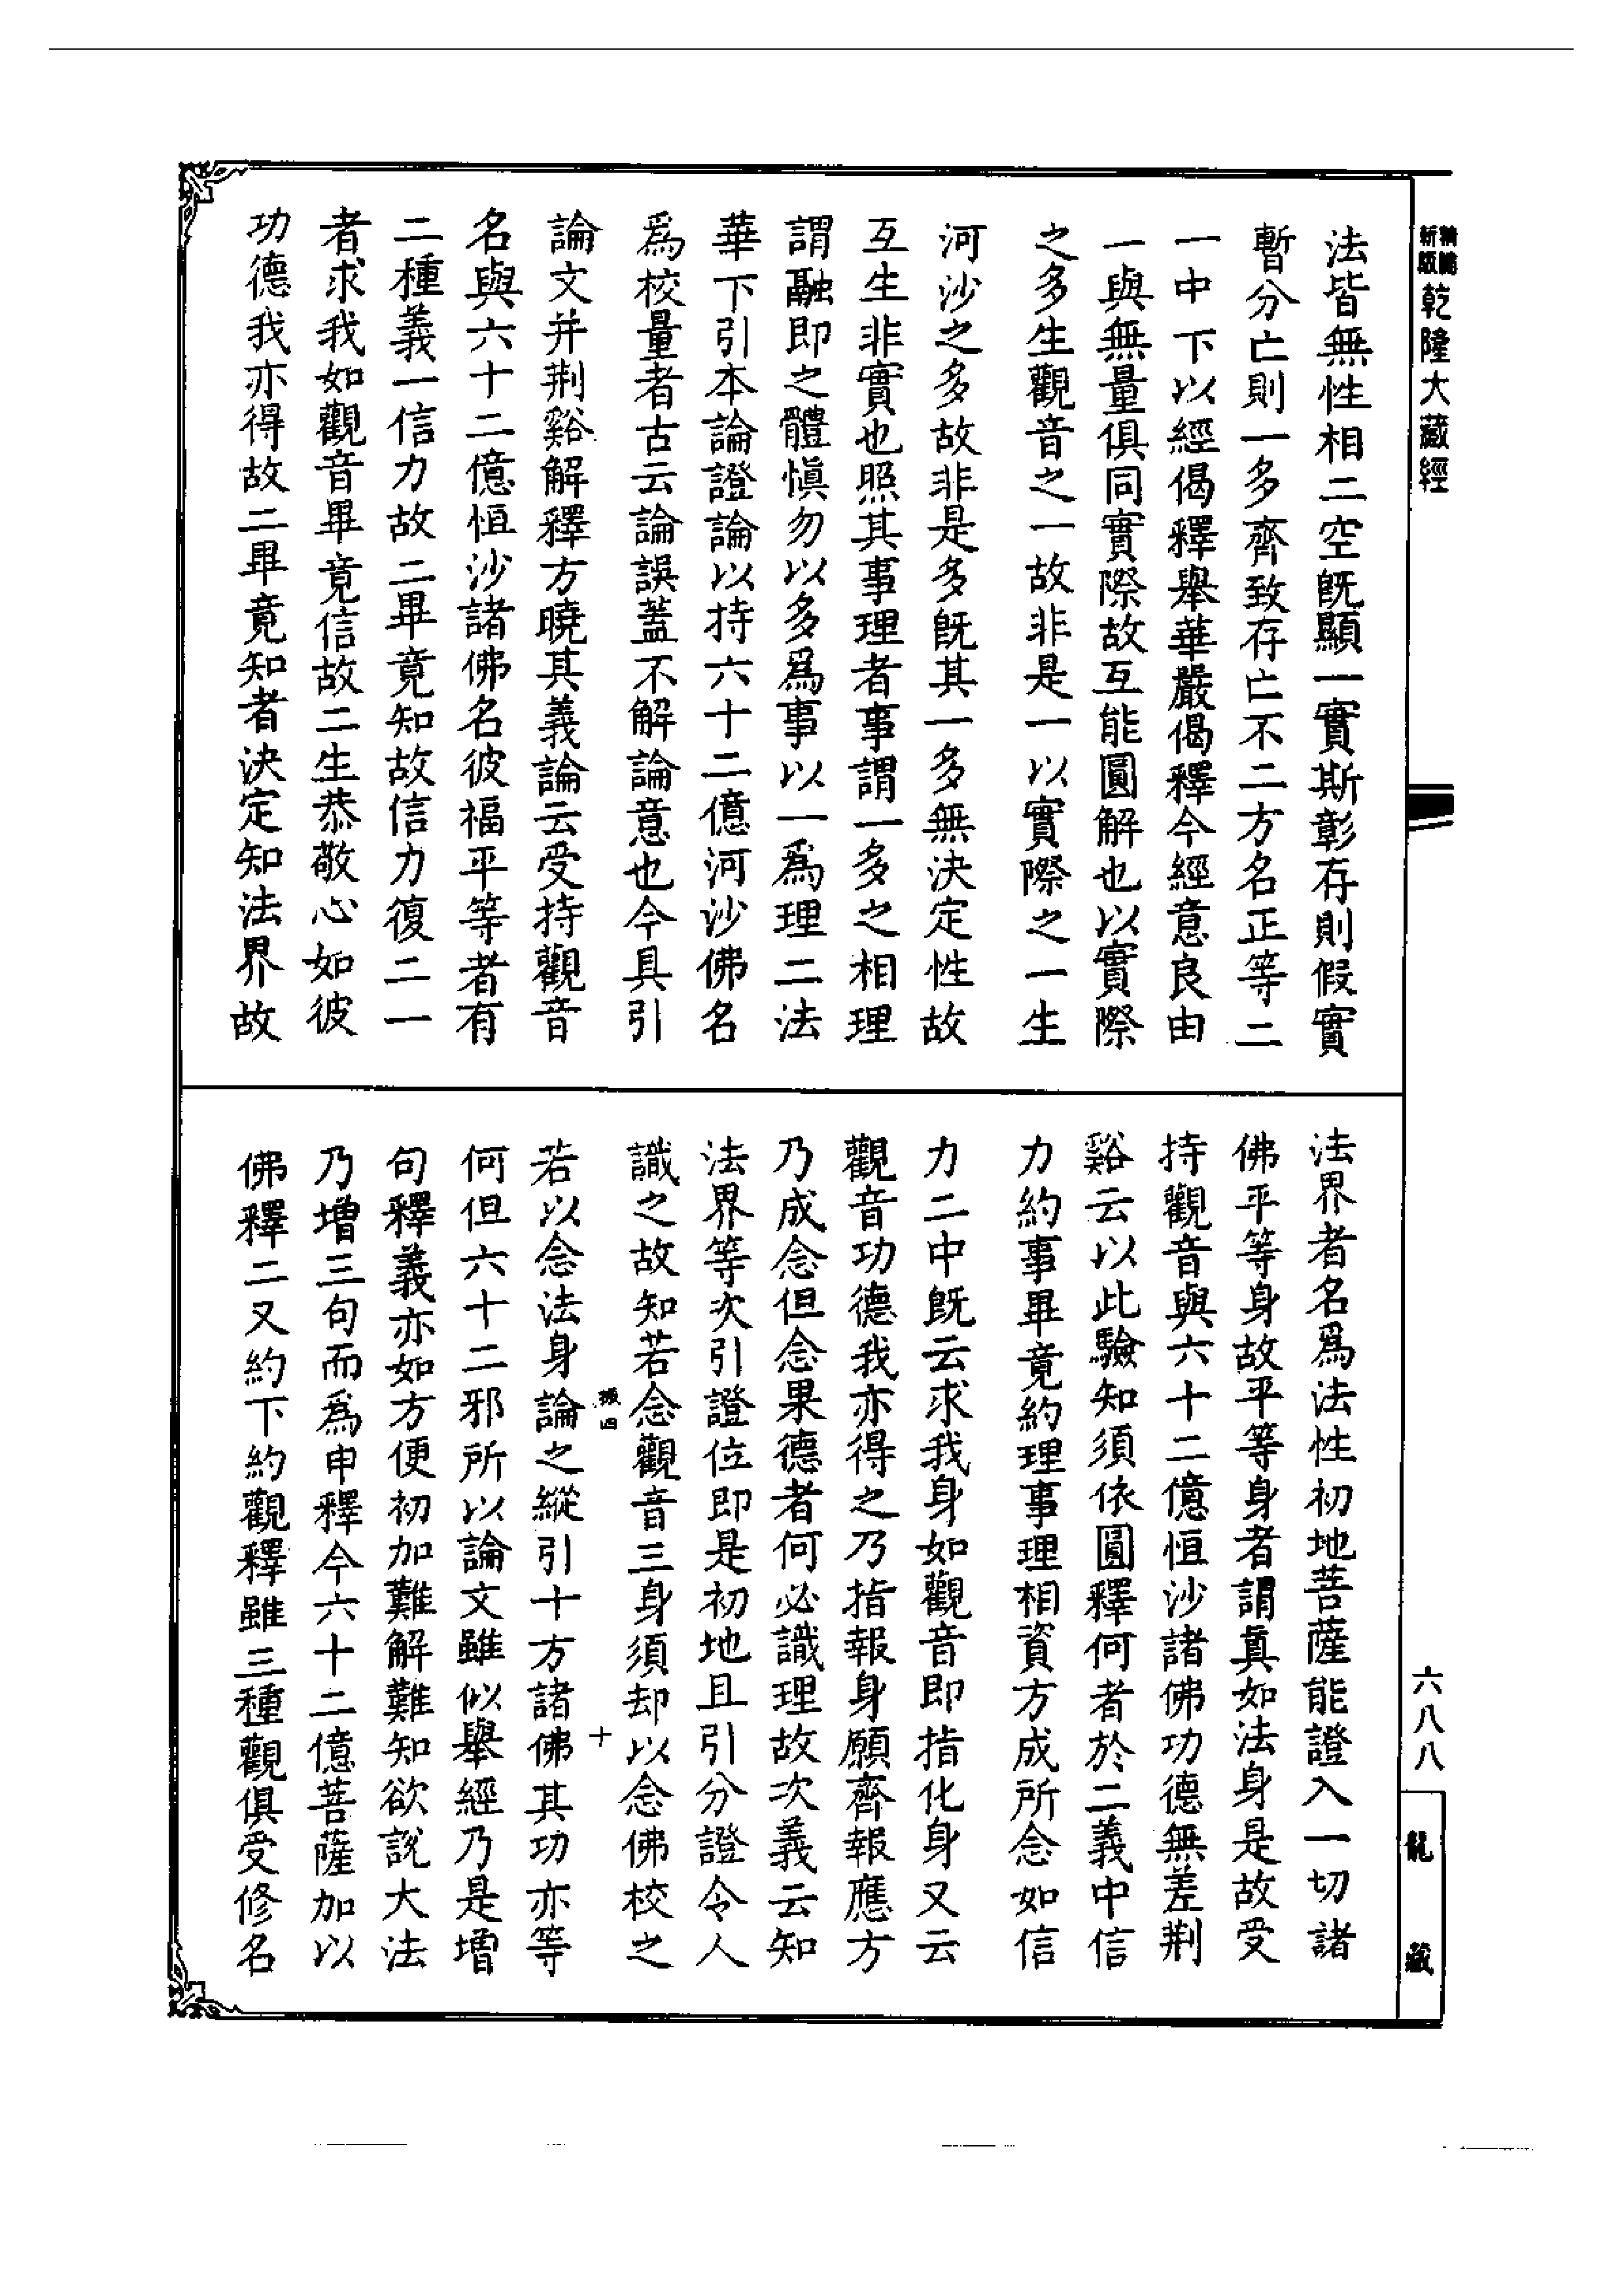 精編
新版
乾隆大藏經
法皆無性相二空旣顯一實斯彰存則假實
暫分亡則一多齊致存亡不二方名正等二
一中下以經偈釋舉華嚴偈釋今經意良由
一與無量俱同實際故互能圓解也以實際
之多生觀音之一故非是一以實際之一生
河沙之多故非是多旣其一多無決定性故
互生非實也照其事理者事謂一多之相理
謂融即之體慎勿以多爲事以一爲理二法
華下引本論證論以持六十二億河沙佛名
爲校量者古云論誤蓋不解論意也今具引
論文并荆谿解釋方曉其義論云受持觀音
名與六十二億恒沙諸佛名彼福平等者有
二種義一信力故二畢竟知故信力復二一
者求我如觀音畢竟信故二生恭敬心如彼
功德我亦得故二畢竟知者決定知法界故
法界者名爲法性初地菩薩能證入一切諸
佛平等身故平等身者謂眞如法身是故受
持觀音與六十二億恒沙諸佛功德無差荆
谿云以此驗知須依圓釋何者於二義中信
力約事畢竟約理事理相資方成所念如信
力二中旣云求我身如觀音即指化身又云
觀音功德我亦得之乃指報身願齊報應方
乃成念但念果德者何必識理故次義云知
法界等次引證位即是初地且引分證令人
識之故知若念觀音三身須却以念佛校之
若以念法身論之縱引十方諸佛其功亦等
何但六十二邪所以論文雖似舉經乃是增
句釋義亦如方便初加難解難知欲說大法
乃增三句而爲申釋今六十二億菩薩加以
佛釋二又約下約觀釋雖三種觀俱受修名
四
十
六八八
龍藏